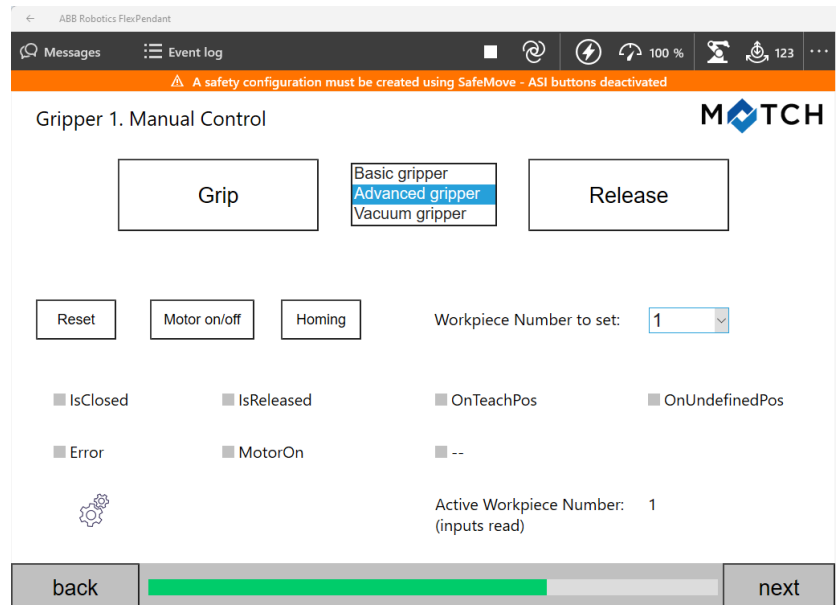 ABB Robotics FlexPendant
Messages Event log 100 % 123
A safety configuration must be created using SafeMove - ASI buttons deactivated
Gripper 1. Manual Control MATCH
Grip
Basic gripper
Advanced gripper
Vacuum gripper
Release
Reset Motor on/off Homing Workpiece Number to set: 1
IsClosed IsReleased OnTeachPos OnUndefinedPos
Error MotorOn --
Active Workpiece Number: 1
(inputs read)
back next